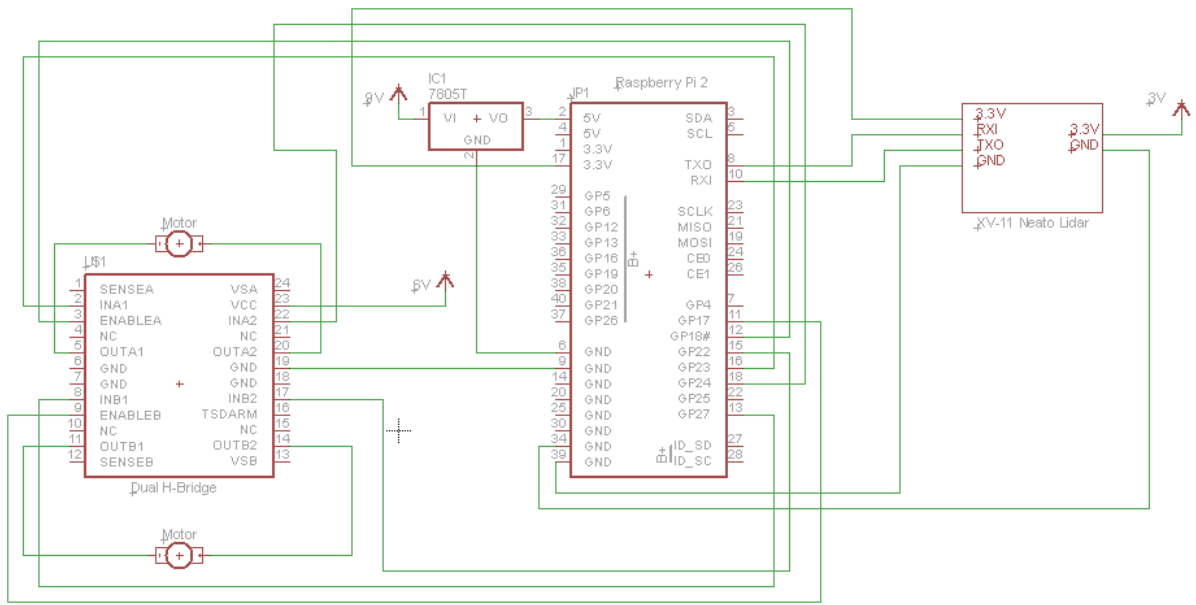 Raspberry Pi 2
IC1
7805T
9V
1 VI VO 3
GND
2
JP1
2 5V SDA 3
4 5V SCL 5
1 3.3V
17 3.3V TXO 8
RXI 10
29 GP5
31 GP6 SCLK 23
32 GP12 MISO 21
33 GP13 MOSI 19
36 GP16 CE0 24
35 GP19 CE1 26
38 GP20
40 GP21 GP4 7
37 GP26 GP17 11
GP18# 12
6 GND GP22 15
9 GND GP23 16
14 GND GP24 18
20 GND GP25 22
25 GND GP27 13
30 GND
34 GND ID_SD 27
39 GND ID_SC 28
B+
B+
3V
3.3V
RXI 3.3V
TXO GND
GND
XV-11 Neato Lidar
Motor
U$1
6V
1 SENSEA VSA 24
2 INA1 VCC 23
3 ENABLEA INA2 22
4 NC NC 21
5 OUTA1 OUTA2 20
6 GND GND 19
7 GND GND 18
8 INB1 INB2 17
9 ENABLEB TSDARM 16
10 NC NC 15
11 OUTB1 OUTB2 14
12 SENSEB VSB 13
Dual H-Bridge
Motor